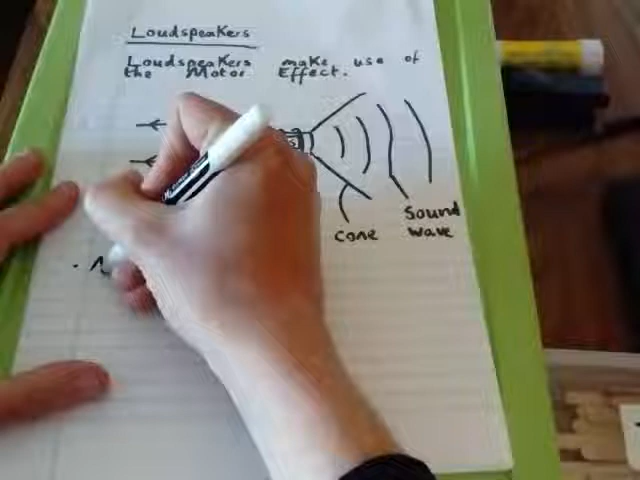 Loudspeakers
Loudspeakers make use of
the Motor Effect.
Sound
cone wave